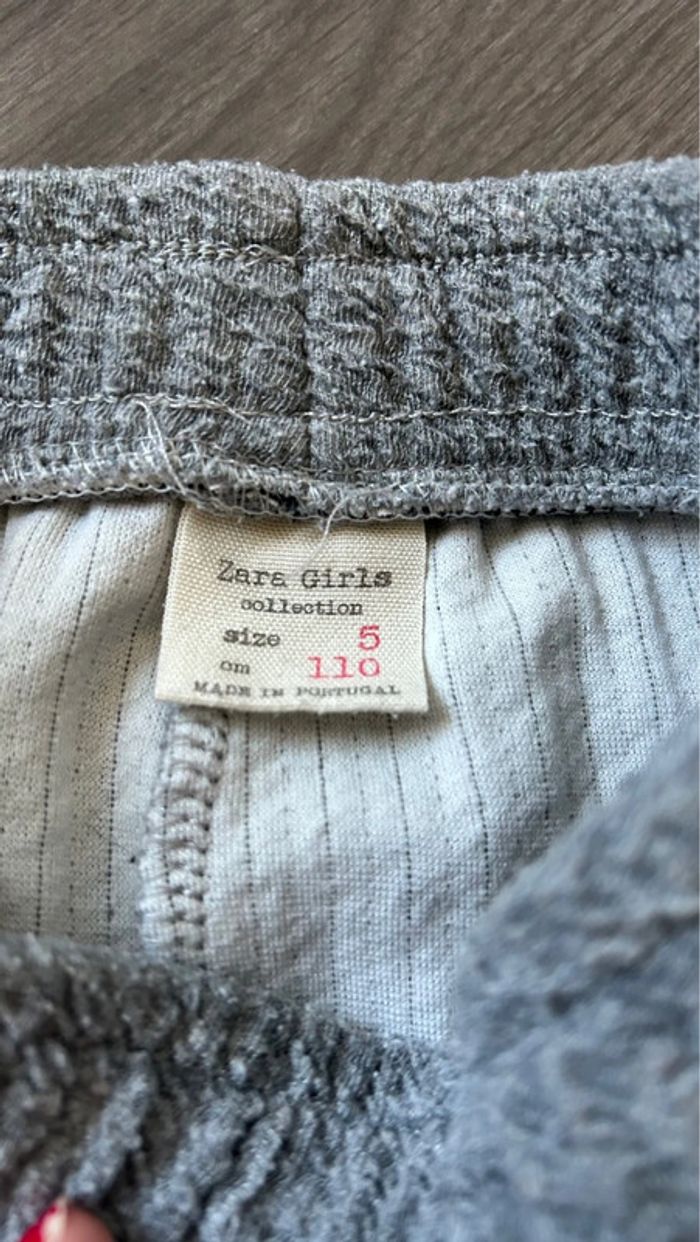 Zara Girls
collection
size 5
cm 110
MADE IN PORTUGAL